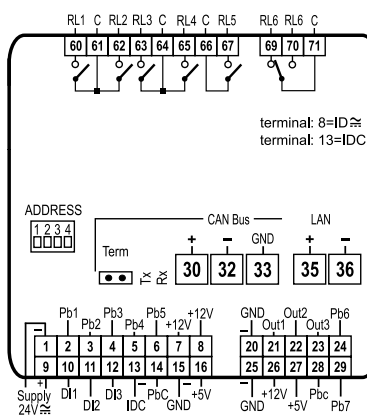 RL1 C RL2 RL3 C RL4 C RL5 RL6 RL6 C
60 61 62 63 64 65 66 67 69 70 71
terminal: 8=ID≂
terminal: 13=IDC
ADDRESS
1 2 3 4
CAN Bus
LAN
Term
Tx
Rx
+ − GND + −
30 32 33 35 36
Pb1 Pb3 Pb5 +12V
Pb2 Pb4 Pb6 +12V
− 1 2 3 4 5 6 7 8
+ 9 10 11 12 13 14 15 16
DI1 DI3 − PbC − +5V
Supply DI2 IDC GND
24V≂
GND Out2 Pb6
− Out1 Out3
20 21 22 23 24
25 26 27 28 29
− +12V Pbc
GND +5V Pb7